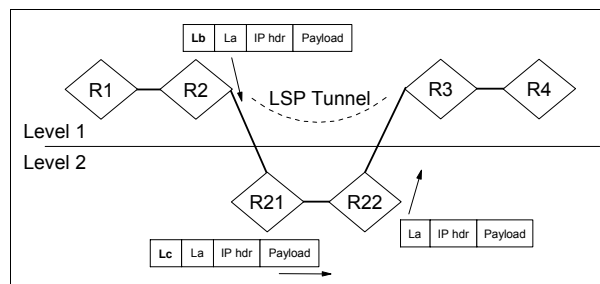 Lb La IP hdr Payload
LSP Tunnel
R1 R2 R3 R4
Level 1
Level 2
R21 R22
La IP hdr Payload
Lc La IP hdr Payload